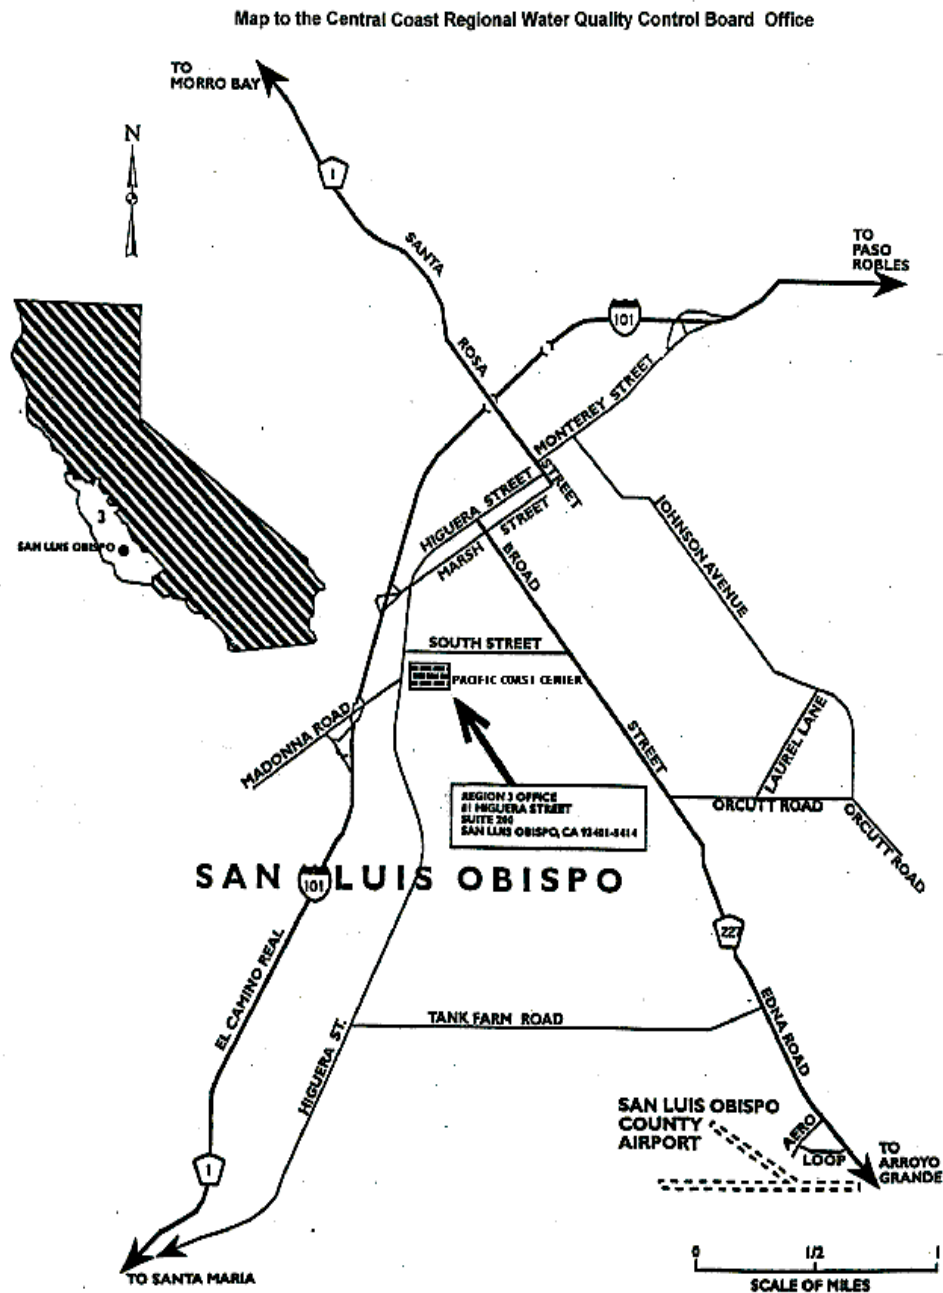 Map to the Central Coast Regional Water Quality Control Board Office
TO
MORRO BAY
N
1
SANTA
TO
PASO
ROBLES
101
ROSA
MONTEREY STREET
STREET
HIGUERA STREET
STREET
MARSH
BROAD
JOHNSON AVENUE
3
SAN LUIS OBISPO
SOUTH STREET
PACIFIC COAST CENTER
MADONNA ROAD
STREET
LAUREL LANE
ORCUTT ROAD
ORCUTT ROAD
REGION 3 OFFICE
81 HIGUERA STREET
SUITE 200
SAN LUIS OBISPO, CA 93401-5414
SAN LUIS OBISPO
101
227
EL CAMINO REAL
EDNA ROAD
TANK FARM ROAD
HIGUERA ST.
SAN LUIS OBISPO
COUNTY
AIRPORT
AERO
LOOP
TO
ARROYO
GRANDE
1
TO SANTA MARIA
0 1/2 1
SCALE OF MILES